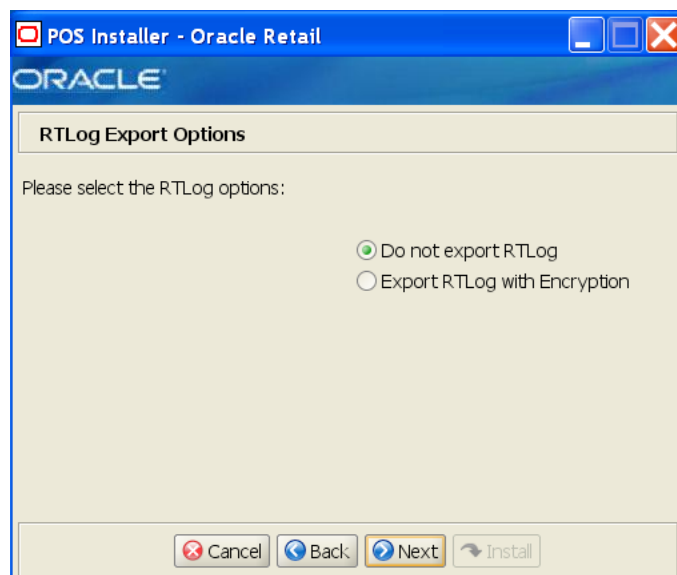 POS Installer - Oracle Retail
ORACLE
RTLog Export Options
Please select the RTLog options:
Do not export RTLog
Export RTLog with Encryption
Cancel Back Next Install